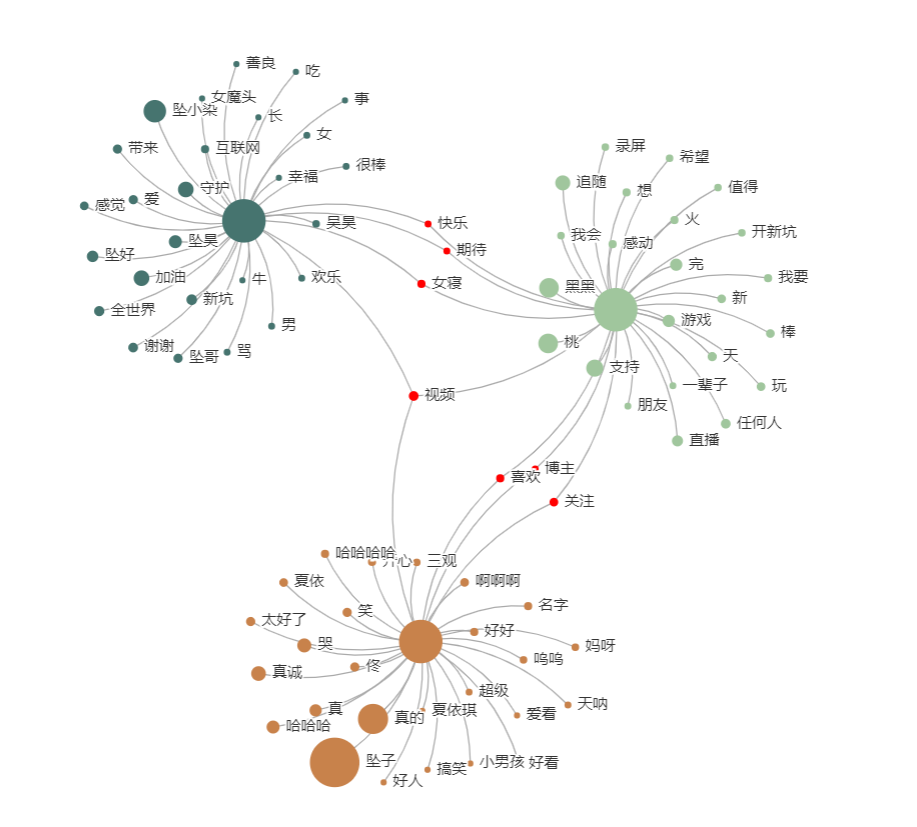 善良
吃
女魔头
坠小染
事
长
女
带来
互联网
很棒
守护
幸福
爱
感觉
吴昊
坠昊
坠好
加油
牛
欢乐
新坑
全世界
男
谢谢
坠哥
骂
快乐
期待
女寝
视频
录屏
希望
追随
想
值得
火
我会
感动
开新坑
完
黑黑
我要
新
游戏
棒
桃
天
支持
一辈子
玩
朋友
任何人
直播
博主
喜欢
关注
哈哈哈哈
开心
三观
夏依
啊啊啊
笑
名字
太好了
好好
哭
妈呀
佟
呜呜
真诚
超级
天呐
真
真的
夏依琪
爱看
哈哈哈
坠子
好人
搞笑
小男孩
好看